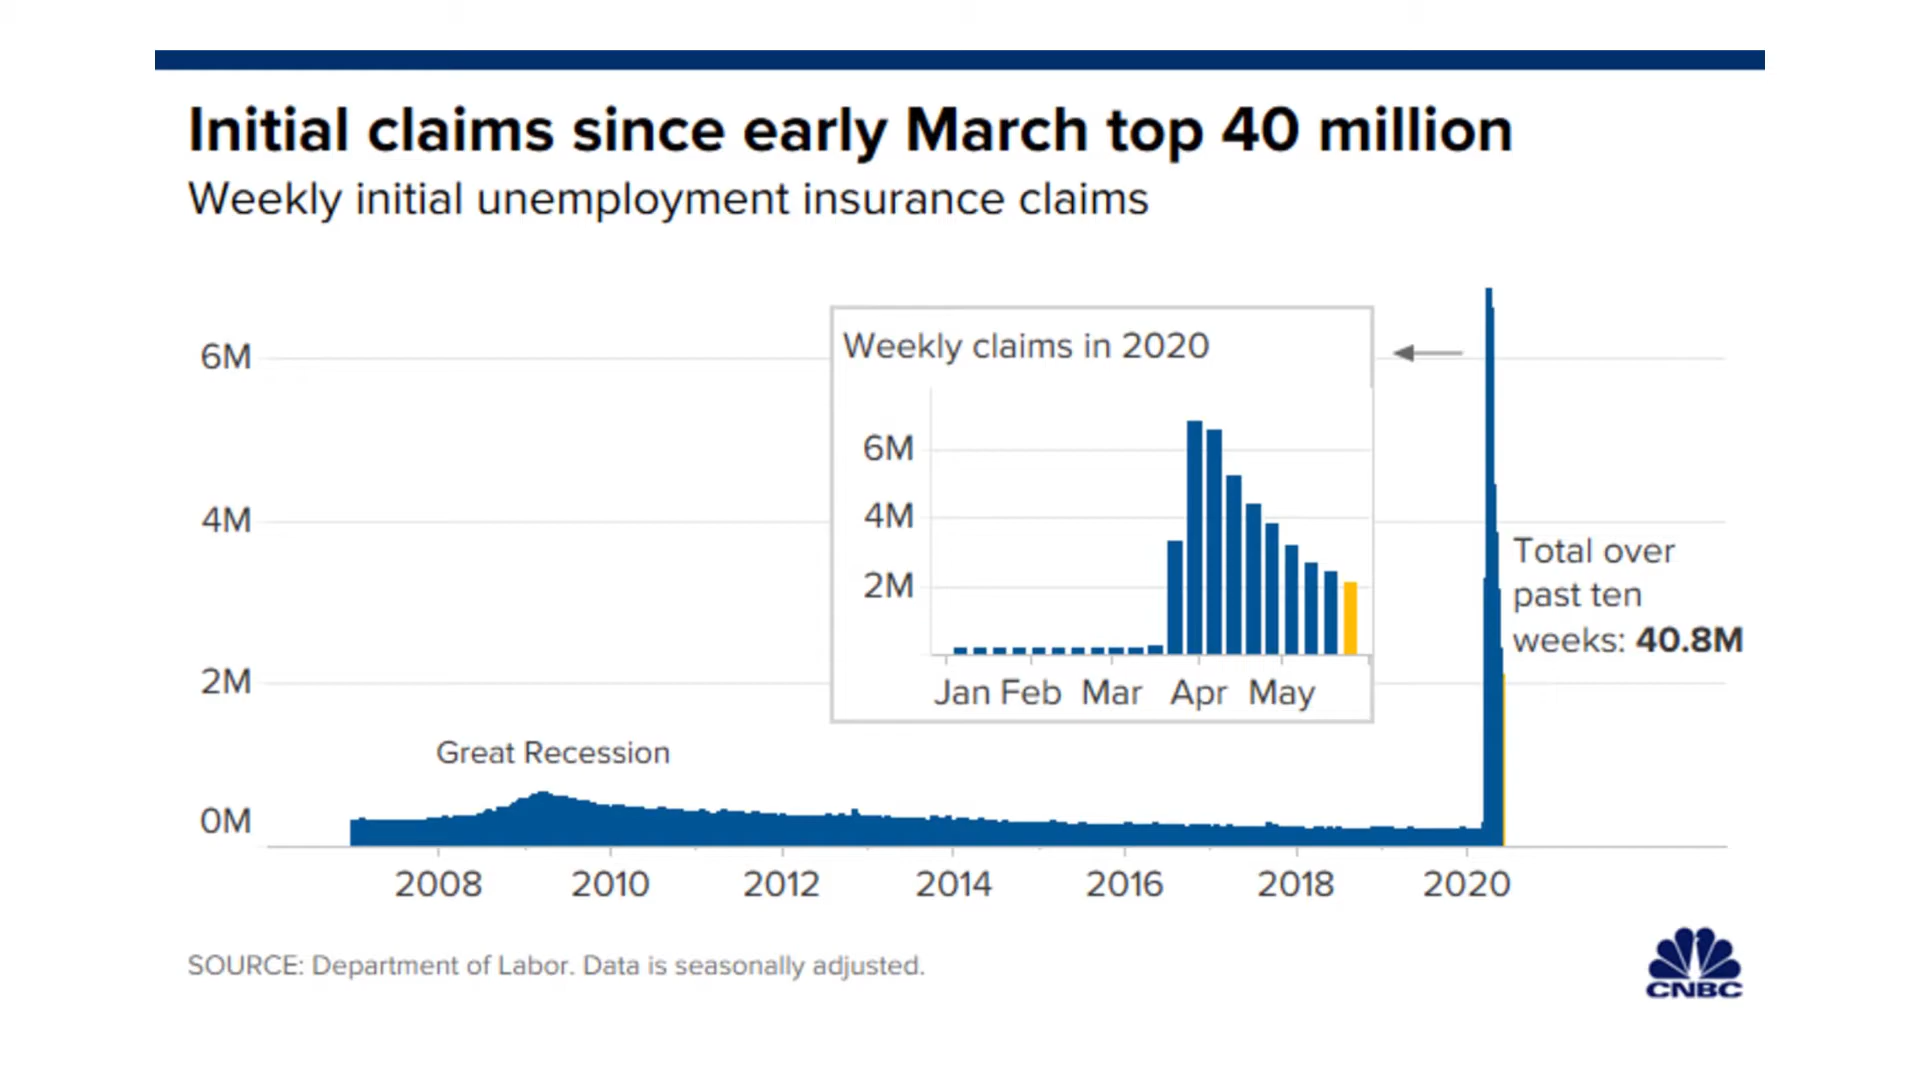 Initial claims since early March top 40 million
Weekly initial unemployment insurance claims
6M
4M
2M
0M
Great Recession
Weekly claims in 2020
6M
4M
2M
Jan Feb Mar Apr May
Total over
past ten
weeks: 40.8M
2008 2010 2012 2014 2016 2018 2020
SOURCE: Department of Labor. Data is seasonally adjusted.
CNBC